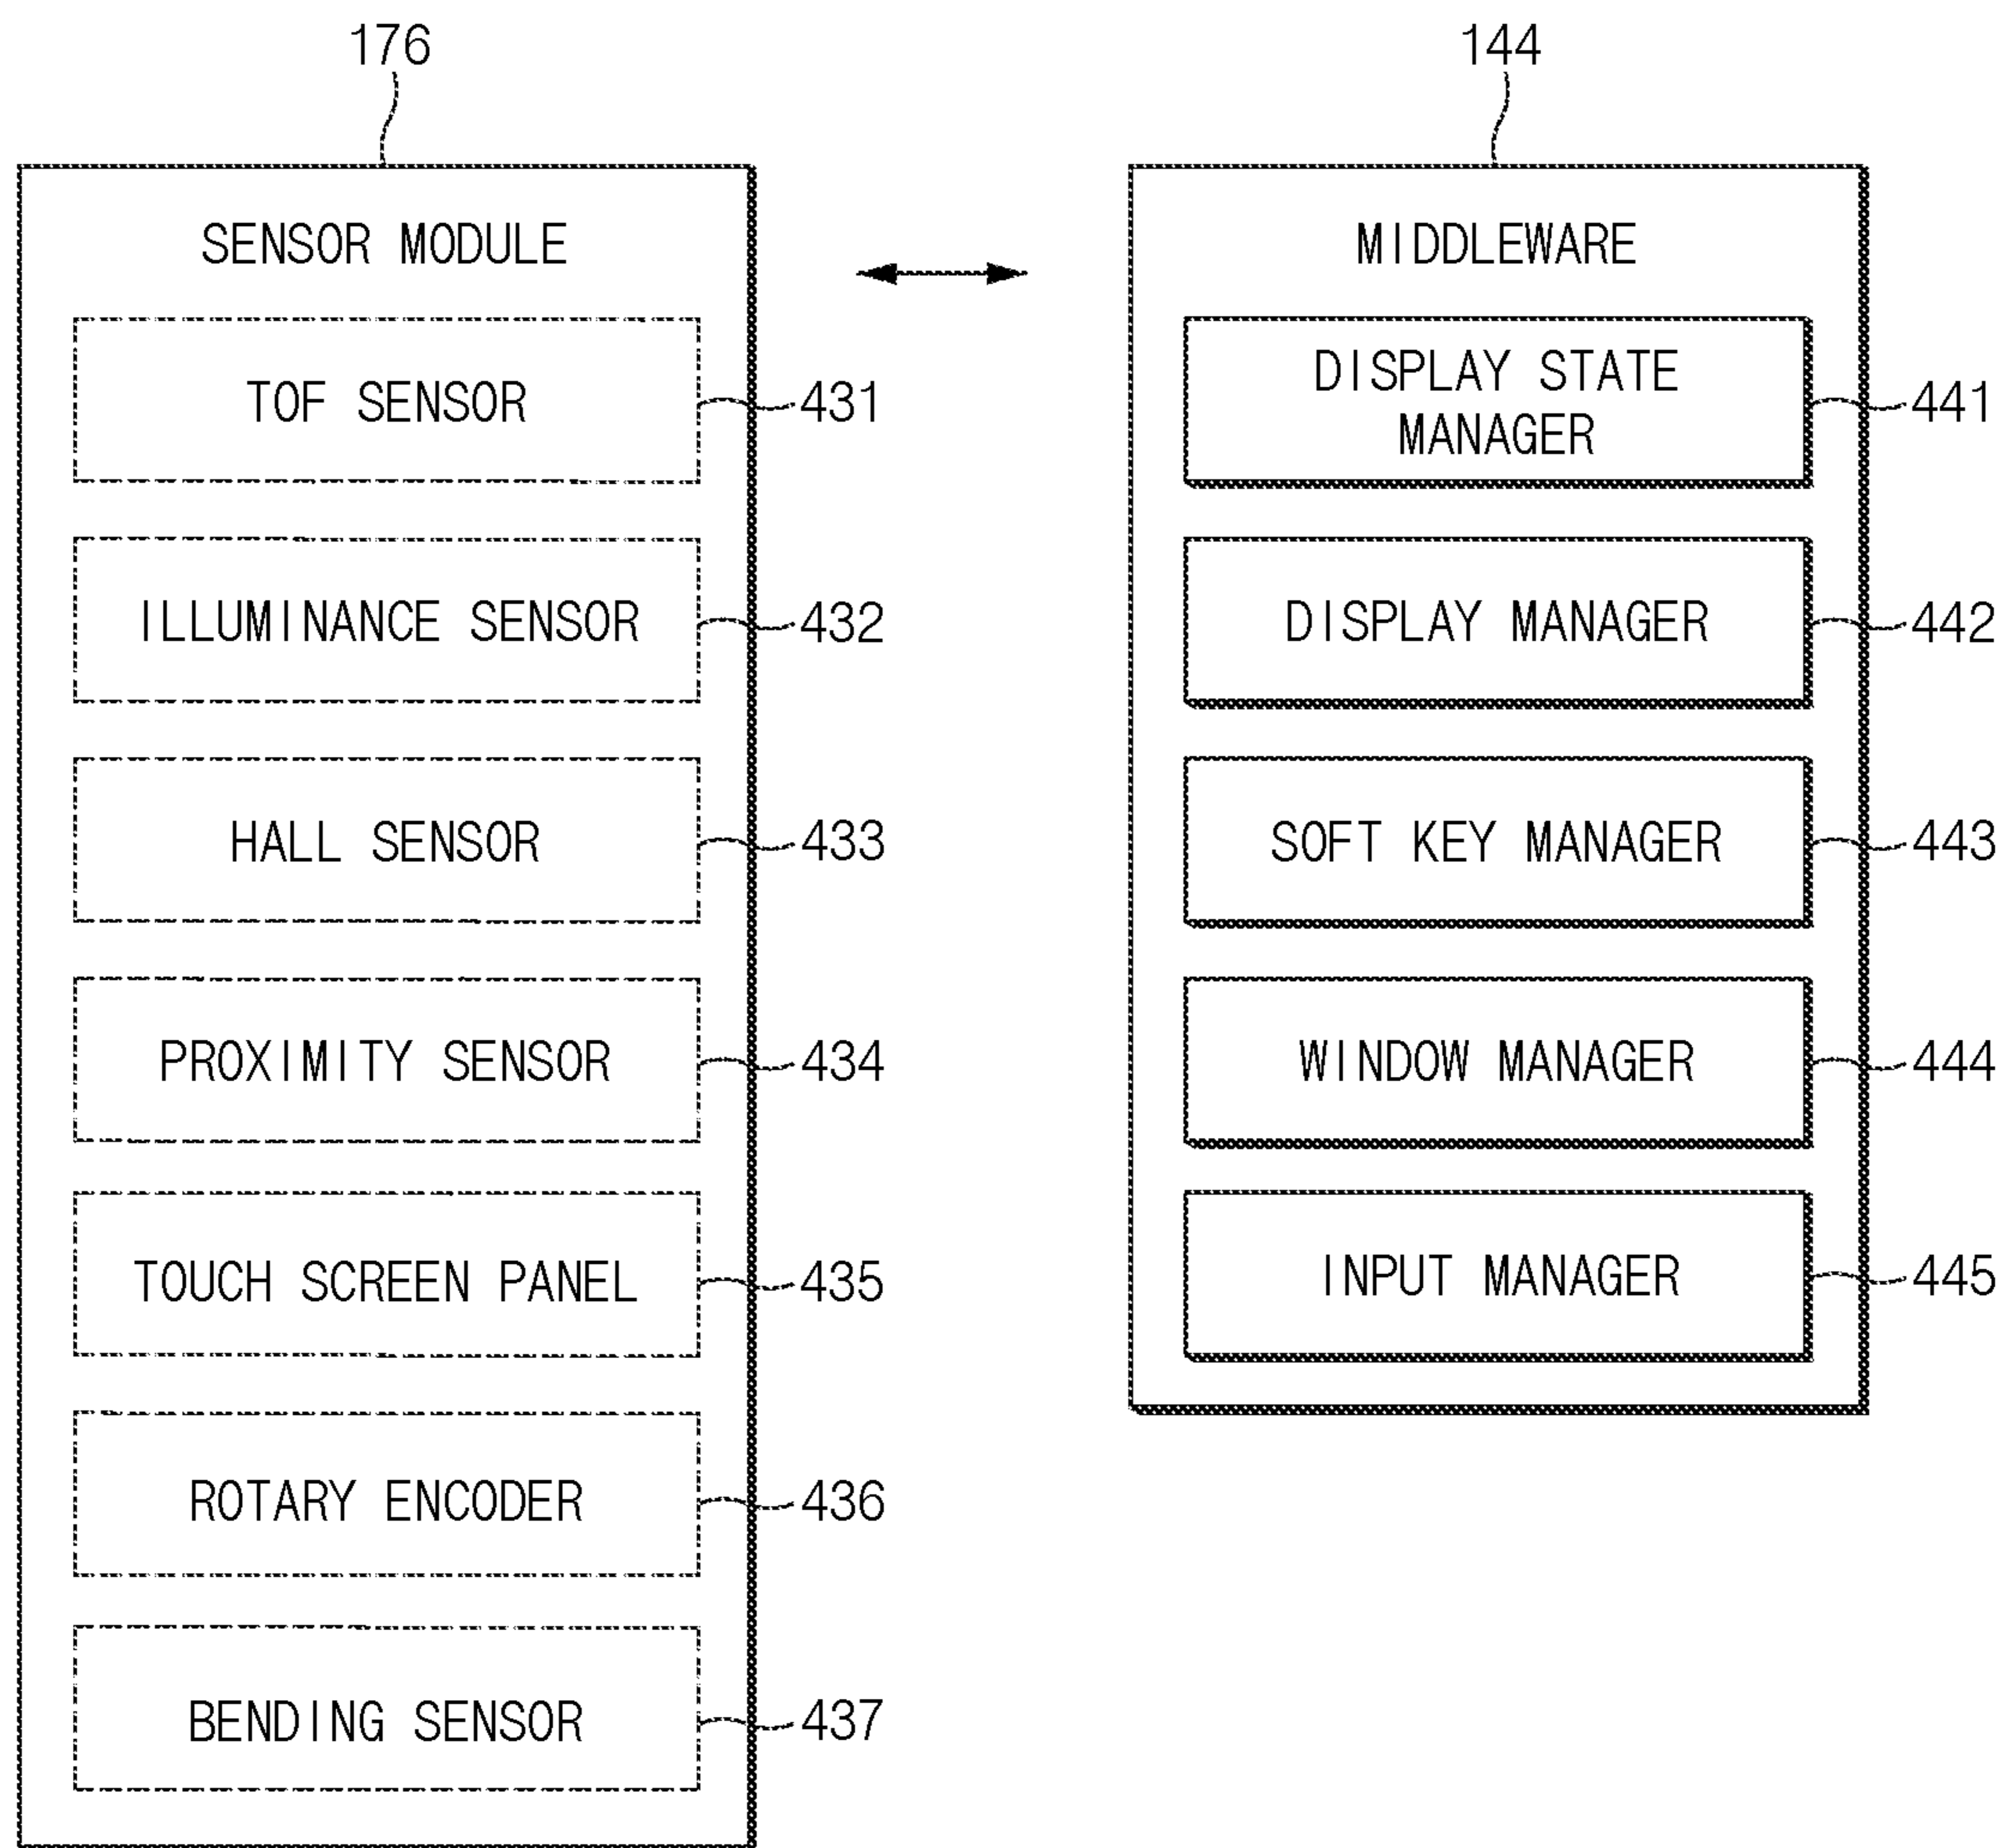 176
SENSOR MODULE
TOF SENSOR
431
ILLUMINANCE SENSOR
432
HALL SENSOR
433
PROXIMITY SENSOR
434
TOUCH SCREEN PANEL
435
ROTARY ENCODER
436
BENDING SENSOR
437
144
MIDDLEWARE
DISPLAY STATE
MANAGER
441
DISPLAY MANAGER
442
SOFT KEY MANAGER
443
WINDOW MANAGER
444
INPUT MANAGER
445